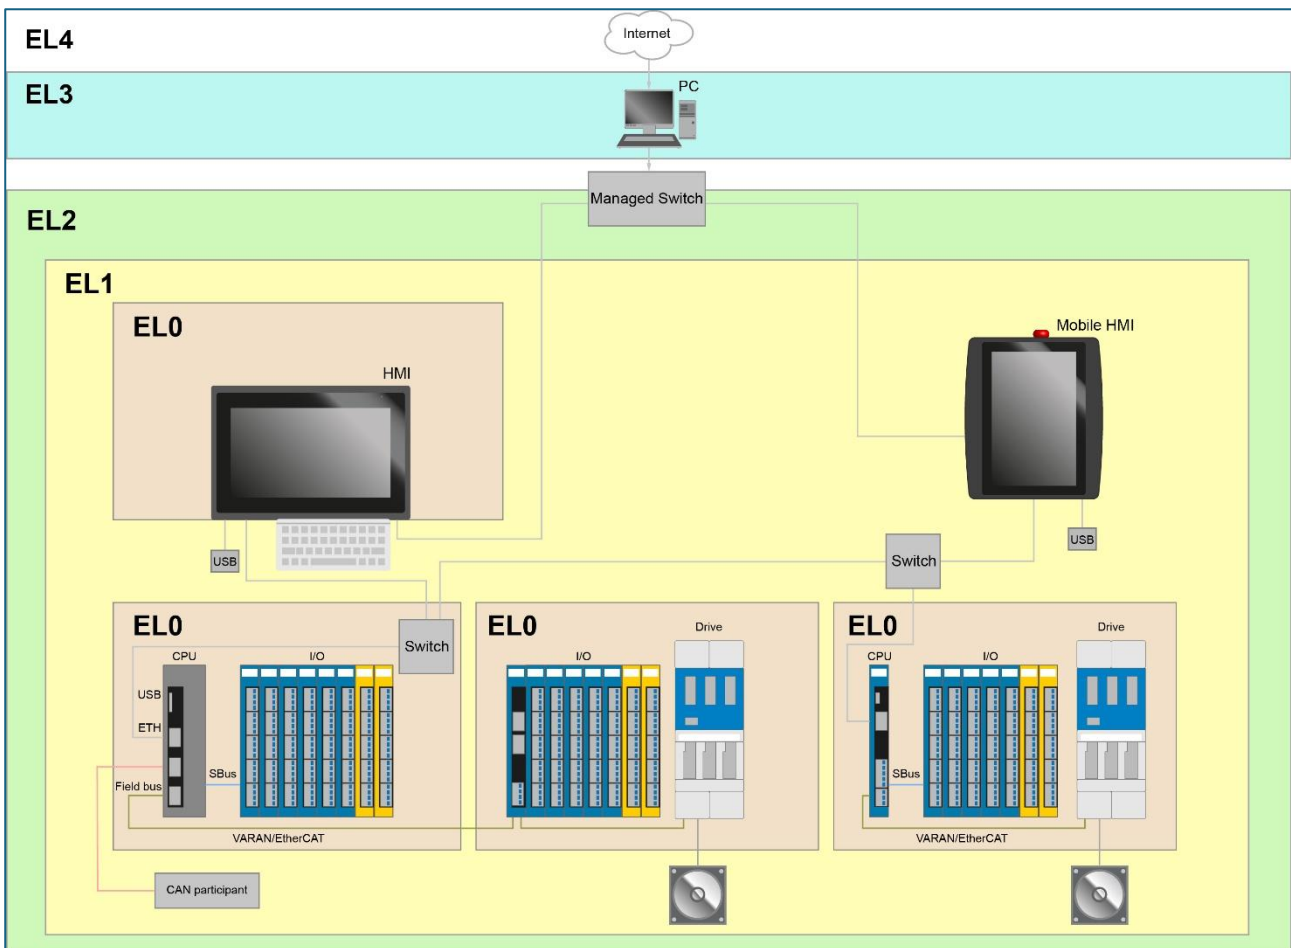 EL4
Internet
EL3
PC
Managed Switch
EL2
EL1
EL0
HMI
Mobile HMI
USB
USB
Switch
EL0
CPU
I/O
Switch
USB
ETH
Field bus
SBus
VARAN/EtherCAT
EL0
I/O
Drive
EL0
CPU
I/O
Drive
SBus
VARAN/EtherCAT
CAN participant